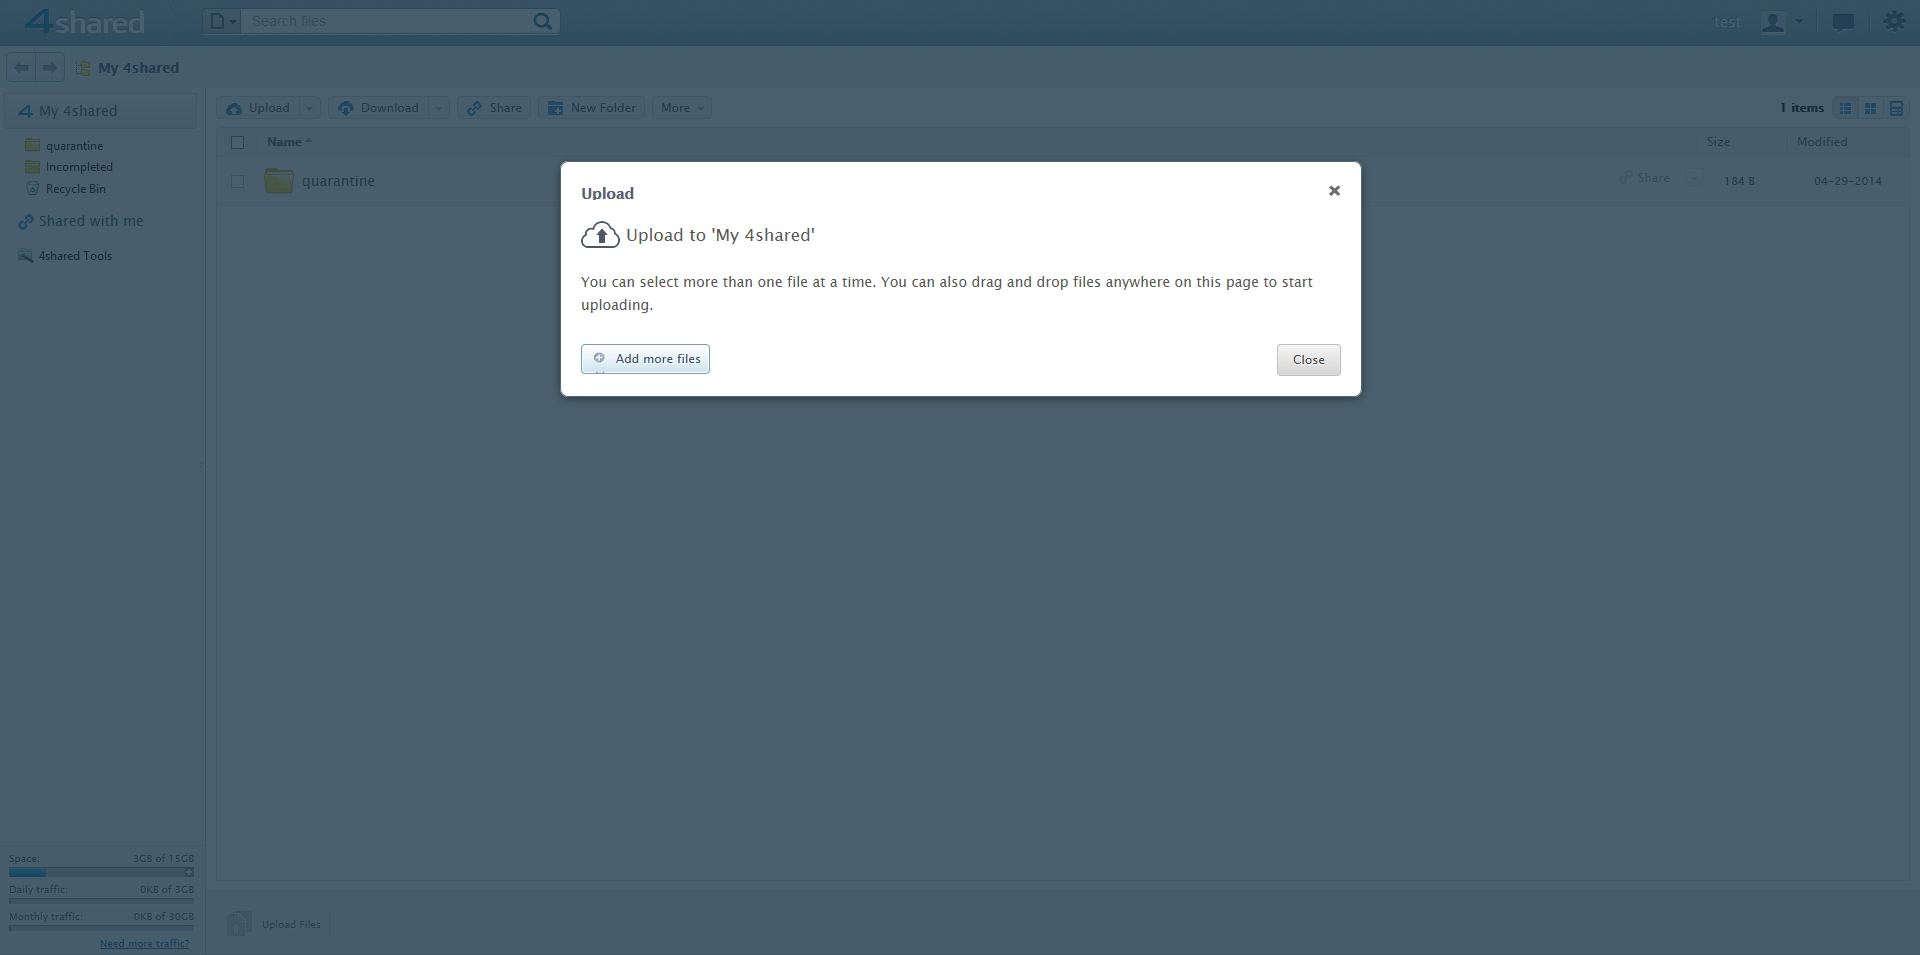 4shared
Search files
test
My 4shared
My 4shared
quarantine
Incompleted
Recycle Bin
Shared with me
4shared Tools
Upload
Download
Share
New Folder
More
1 items
Name
Size
Modified
quarantine
Share
184 B
04-29-2014
Upload
Upload to 'My 4shared'
You can select more than one file at a time. You can also drag and drop files anywhere on this page to start
uploading.
Add more files
Close
Space: 3GB of 15GB
Daily traffic: 0KB of 3GB
Monthly traffic: 0KB of 30GB
Need more traffic?
Upload Files